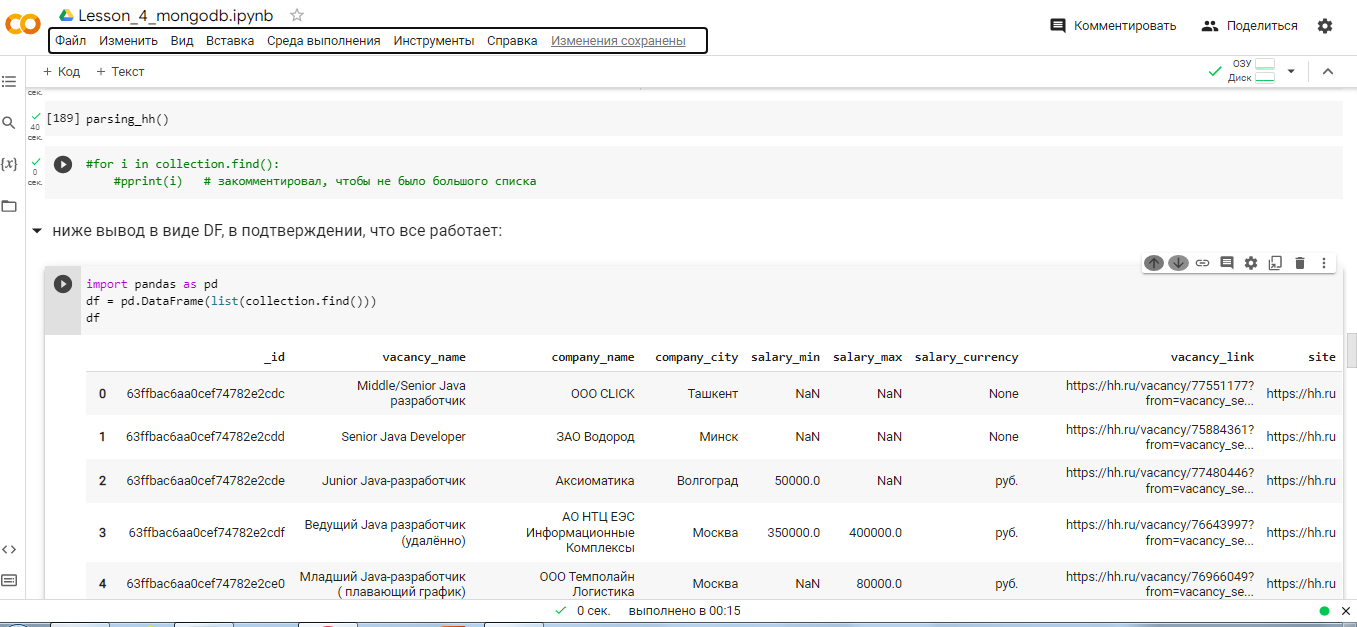 Lesson_4_mongodb.ipynb
Комментировать
Поделиться
Файл Изменить Вид Вставка Среда выполнения Инструменты Справка Изменения сохранены
+ Код + Текст
ОЗУ
Диск
сек.
[189] parsing_hh()
40
сек.
#for i in collection.find():
0
сек.
#pprint(i) # закомментировал, чтобы не было большого списка
{x}
ниже вывод в виде DF, в подтверждении, что все работает:
import pandas as pd
df = pd.DataFrame(list(collection.find()))
df
_id vacancy_name company_name company_city salary_min salary_max salary_currency vacancy_link site
0 63ffbac6aa0cef74782e2cdc Middle/Senior Java разработчик ООО CLICK Ташкент NaN NaN None https://hh.ru/vacancy/77551177?from=vacancy_se... https://hh.ru
1 63ffbac6aa0cef74782e2cdd Senior Java Developer ЗАО Водород Минск NaN NaN None https://hh.ru/vacancy/75884361?from=vacancy_se... https://hh.ru
2 63ffbac6aa0cef74782e2cde Junior Java-разработчик Аксиоматика Волгоград 50000.0 NaN руб. https://hh.ru/vacancy/77480446?from=vacancy_se... https://hh.ru
3 63ffbac6aa0cef74782e2cdf Ведущий Java разработчик (удалённо) АО НТЦ ЕЭС Информационные Комплексы Москва 350000.0 400000.0 руб. https://hh.ru/vacancy/76643997?from=vacancy_se... https://hh.ru
4 63ffbac6aa0cef74782e2ce0 Младший Java-разработчик ( плавающий график) ООО Темполайн Логистика Москва NaN 80000.0 руб. https://hh.ru/vacancy/76966049?from=vacancy_se... https://hh.ru
0 сек. выполнено в 00:15